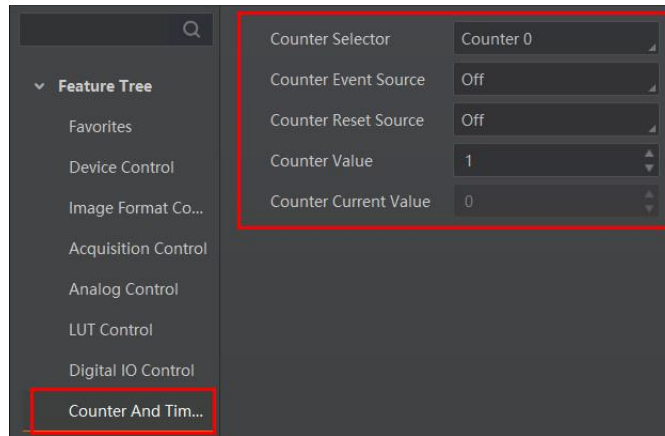 Feature Tree
Favorites
Device Control
Image Format Co...
Acquisition Control
Analog Control
LUT Control
Digital IO Control
Counter And Tim...
Counter Selector Counter 0
Counter Event Source Off
Counter Reset Source Off
Counter Value 1
Counter Current Value 0